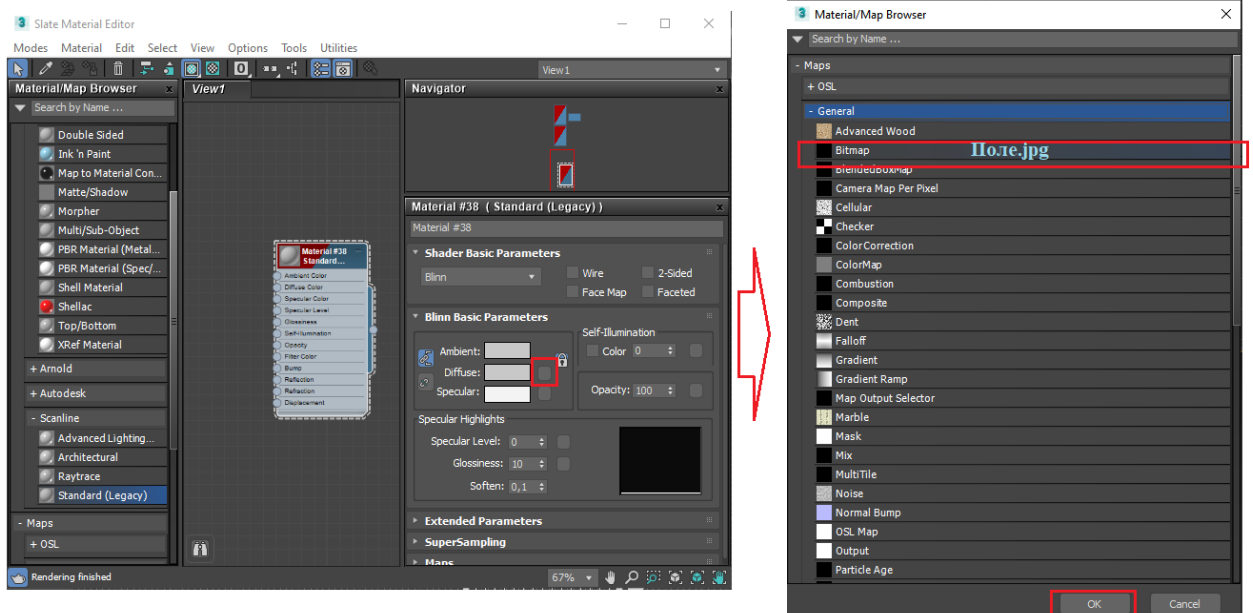 Slate Material Editor
Modes Material Edit Select View Options Tools Utilities
View1
Material/Map Browser x
Search by Name ...
Double Sided
Ink 'n Paint
Map to Material Con...
Matte/Shadow
Morpher
Multi/Sub-Object
PBR Material (Metal...
PBR Material (Spec/...
Shell Material
Shellac
Top/Bottom
XRef Material
+ Arnold
+ Autodesk
- Scanline
Advanced Lighting...
Architectural
Raytrace
Standard (Legacy)
- Maps
+ OSL
Rendering finished
View1
Material #38
Standard...
Ambient Color
Diffuse Color
Specular Color
Specular Level
Glossiness
Self-Illumination
Opacity
Filter Color
Bump
Reflection
Refraction
Displacement
Navigator x
Material #38 ( Standard (Legacy) ) x
Material #38
Shader Basic Parameters
Blinn
Wire 2-Sided
Face Map Faceted
Blinn Basic Parameters
Ambient:
Diffuse:
Specular:
Self-Illumination
Color 0
Opacity: 100
Specular Highlights
Specular Level: 0
Glossiness: 10
Soften: 0,1
Extended Parameters
SuperSampling
Maps
67%
Material/Map Browser
Search by Name ...
- Maps
+ OSL
- General
Advanced Wood
Bitmap Поле.jpg
BlendedBoxMap
Camera Map Per Pixel
Cellular
Checker
ColorCorrection
ColorMap
Combustion
Composite
Dent
Falloff
Gradient
Gradient Ramp
Map Output Selector
Marble
Mask
Mix
MultiTile
Noise
Normal Bump
OSL Map
Output
Particle Age
OK Cancel